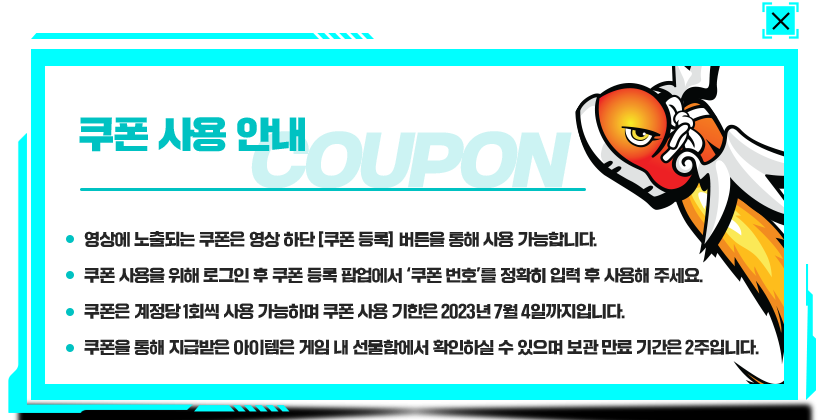 쿠폰 사용 안내
COUPON
영상에 노출되는 쿠폰은 영상 하단 [쿠폰 등록] 버튼을 통해 사용 가능합니다.
쿠폰 사용을 위해 로그인 후 쿠폰 등록 팝업에서 ‘쿠폰 번호’를 정확히 입력 후 사용해 주세요.
쿠폰은 계정당 1회씩 사용 가능하며 쿠폰 사용 기한은 2023년 7월 4일까지입니다.
쿠폰을 통해 지급받은 아이템은 게임 내 선물함에서 확인하실 수 있으며 보관 만료 기간은 2주입니다.